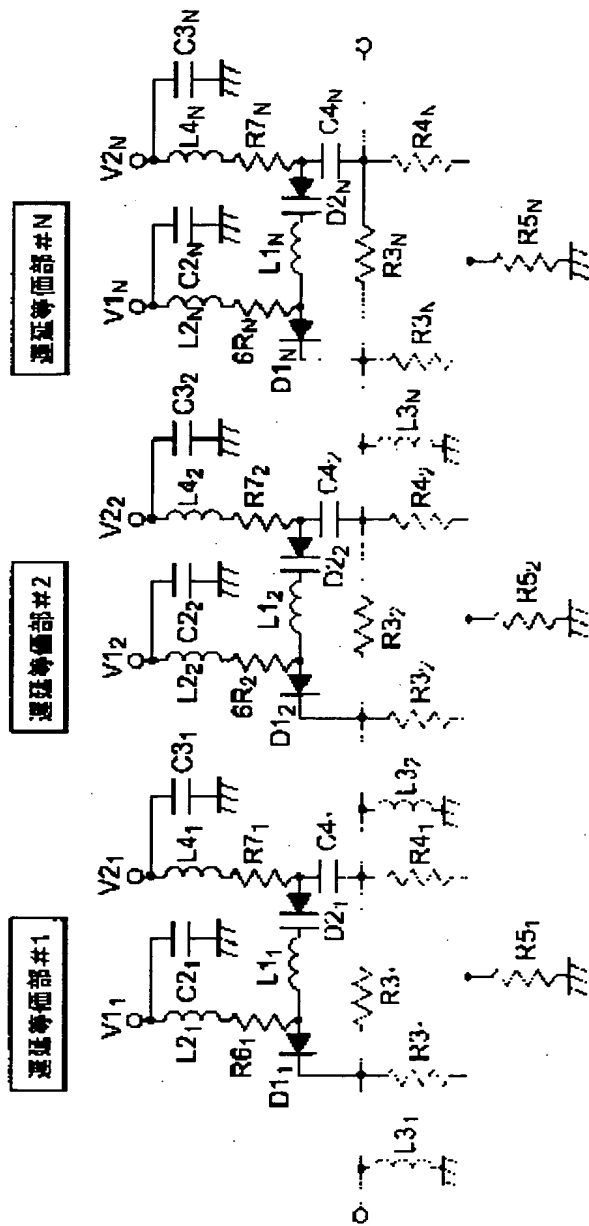 遅延等価部#1
V1₁
V2₁
C2₁
C3₁
L2₁
L4₁
R6₁
R7₁
L1₁
D1₁
D2₁
C4₁
R3₁
R3₁
R4₁
L3₁
R5₁
遅延等価部#2
V1₂
V2₂
C2₂
C3₂
L2₂
L4₂
6R₂
R7₂
L1₂
D1₂
D2₂
C4₂
R3₂
R3₂
R4₂
L3₂
R5₂
遅延等価部#N
V1N
V2N
C2N
C3N
L2N
L4N
6RN
R7N
L1N
D1N
D2N
C4N
R3N
R3N
R4N
L3N
R5N